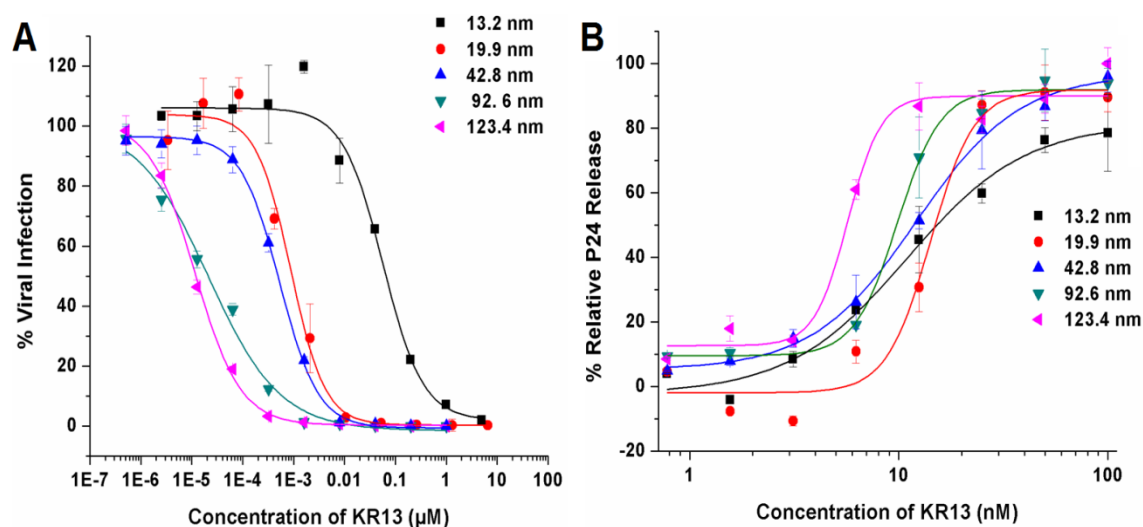 A
13.2 nm
19.9 nm
42.8 nm
92. 6 nm
123.4 nm
% Viral Infection
120
100
80
60
40
20
0
1E-7 1E-6 1E-5 1E-4 1E-3 0.01 0.1 1 10 100
Concentration of KR13 (µM)
B
% Relative P24 Release
100
80
60
40
20
0
-20
13.2 nm
19.9 nm
42.8 nm
92.6 nm
123.4 nm
1 10 100
Concentration of KR13 (nM)